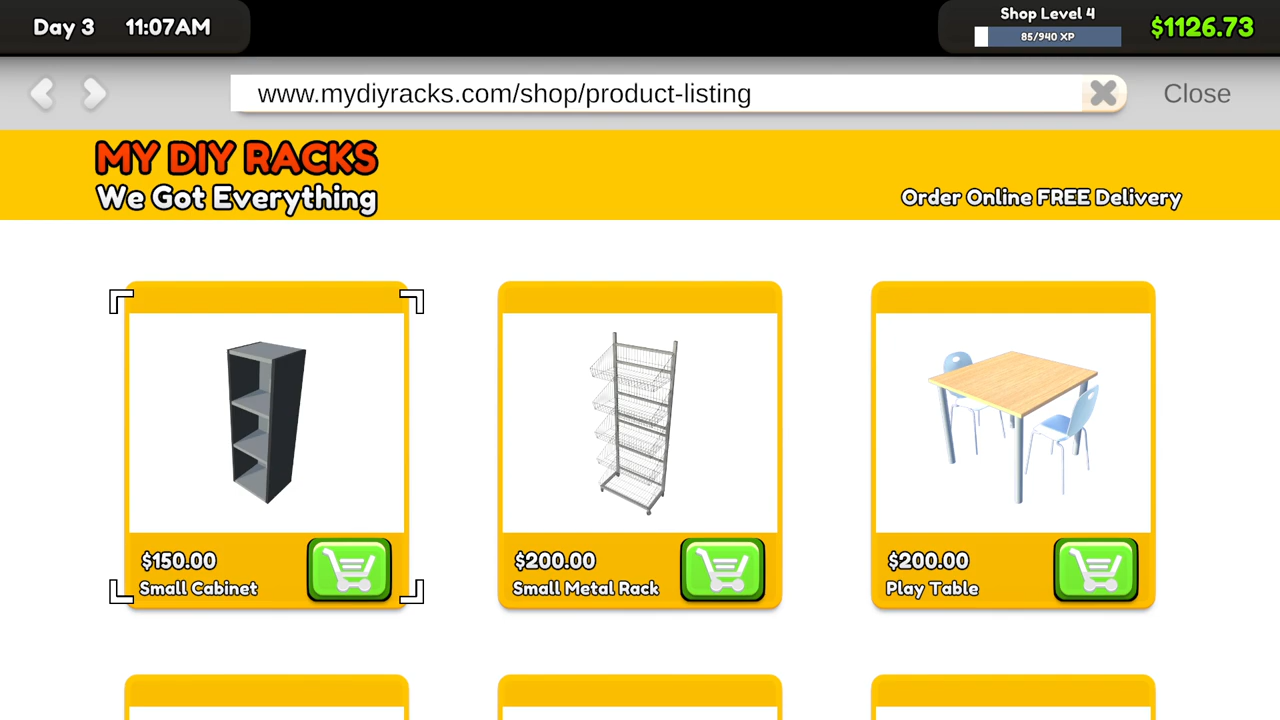 Day 3 11:07AM
Shop Level 4
85/940 XP
$1126.73
www.mydiyracks.com/shop/product-listing
Close
MY DIY RACKS
We Got Everything
Order Online FREE Delivery
$150.00
Small Cabinet
$200.00
Small Metal Rack
$200.00
Play Table